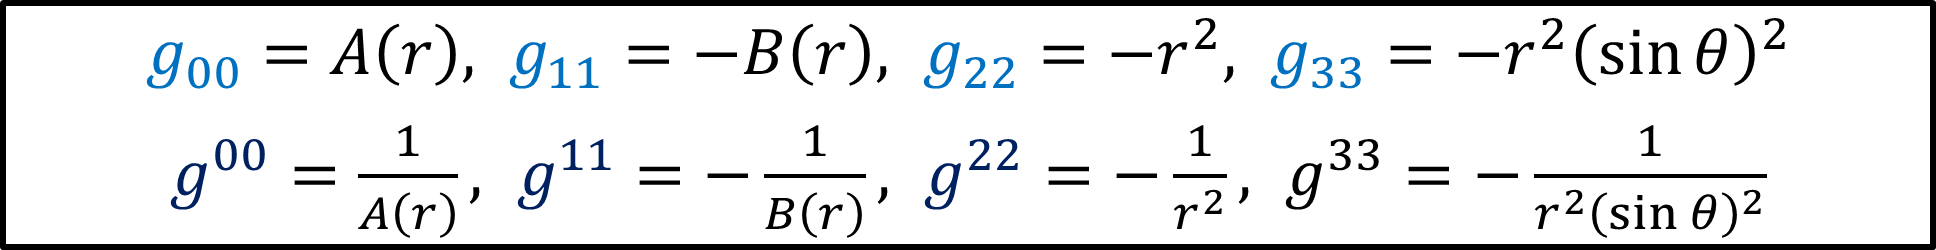 g₀₀ = A(r), g₁₁ = −B(r), g₂₂ = −r², g₃₃ = −r²(sin θ)²
g⁰⁰ = 1/A(r), g¹¹ = −1/B(r), g²² = −1/r², g³³ = −1/r²(sin θ)²